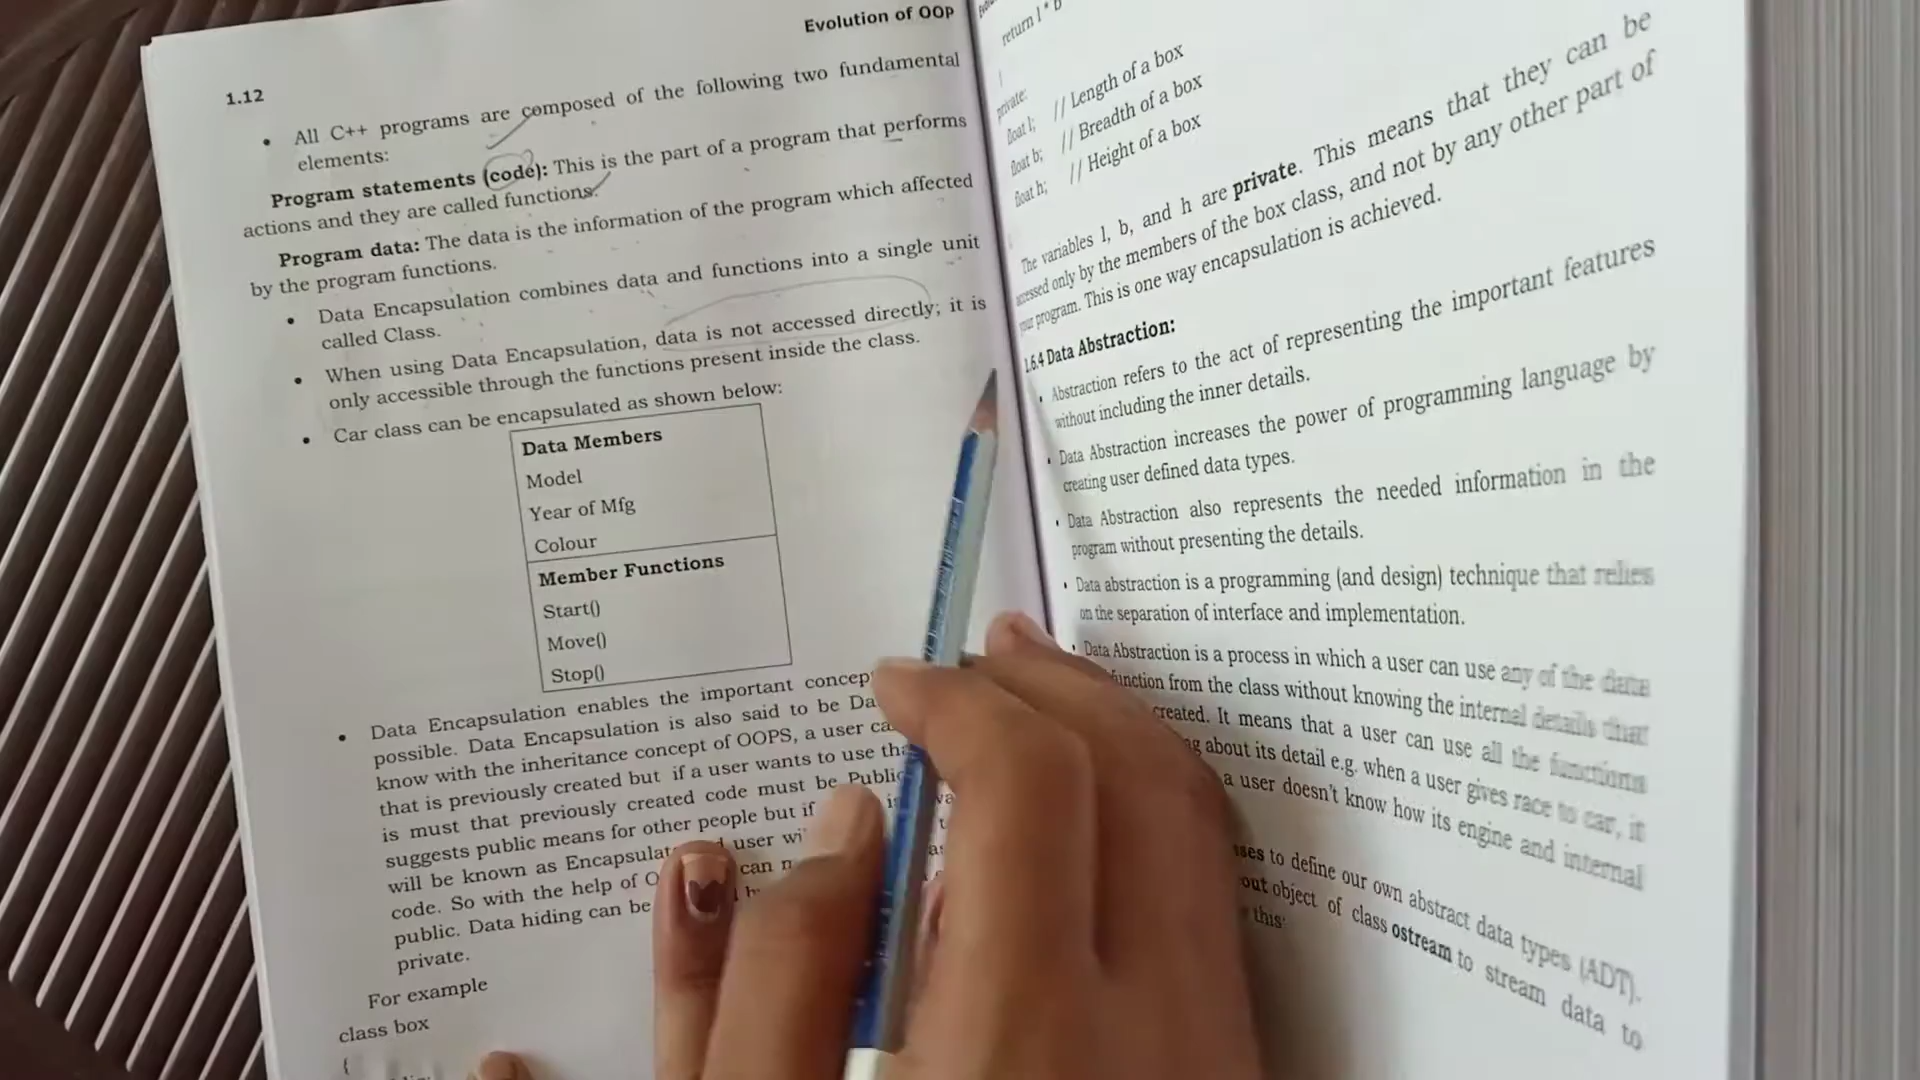 Evolution of OOp
1.12
• All C++ programs are composed of the following two fundamental
elements:
Program statements (code): This is the part of a program that performs
actions and they are called functions.
Program data: The data is the information of the program which affected
by the program functions.
• Data Encapsulation combines data and functions into a single unit
called Class.
• When using Data Encapsulation, data is not accessed directly; it is
only accessible through the functions present inside the class.
• Car class can be encapsulated as shown below:
Data Members
Model
Year of Mfg
Colour
Member Functions
Start()
Move()
Stop()
• Data Encapsulation enables the important
possible. Data Encapsulation is also said to be
know with the inheritance concept of OOPS, a user
that is previously created but if a user wants to use
is must that previously created code must be Public
suggests public means for other people but if
will be known as user
code. So with the help of can
public. Data hiding can be
private.
For example
class box
{
return l * b
private:
float l; // Length of a box
float b; // Breadth of a box
float h; // Height of a box
The variables l, b, and h are private. This means that they can be
accessed only by the members of the box class, and not by any other part of
your program. This is one way encapsulation is achieved.
1.6.4 Data Abstraction:
• Abstraction refers to the act of representing the important features
without including the inner details.
• Data Abstraction increases the power of programming language by
creating user defined data types.
• Data Abstraction also represents the needed information in the
program without presenting the details.
• Data abstraction is a programming (and design) technique that relies
on the separation of interface and implementation.
• Data Abstraction is a process in which a user can use any of the data
function from the class without knowing the internal details that
created. It means that a user can use all the functions
about its detail e.g. when a user gives race to car, it
a user doesn't know how its engine and internal
to define our own abstract data types (ADT).
object of class ostream to stream data to
this: